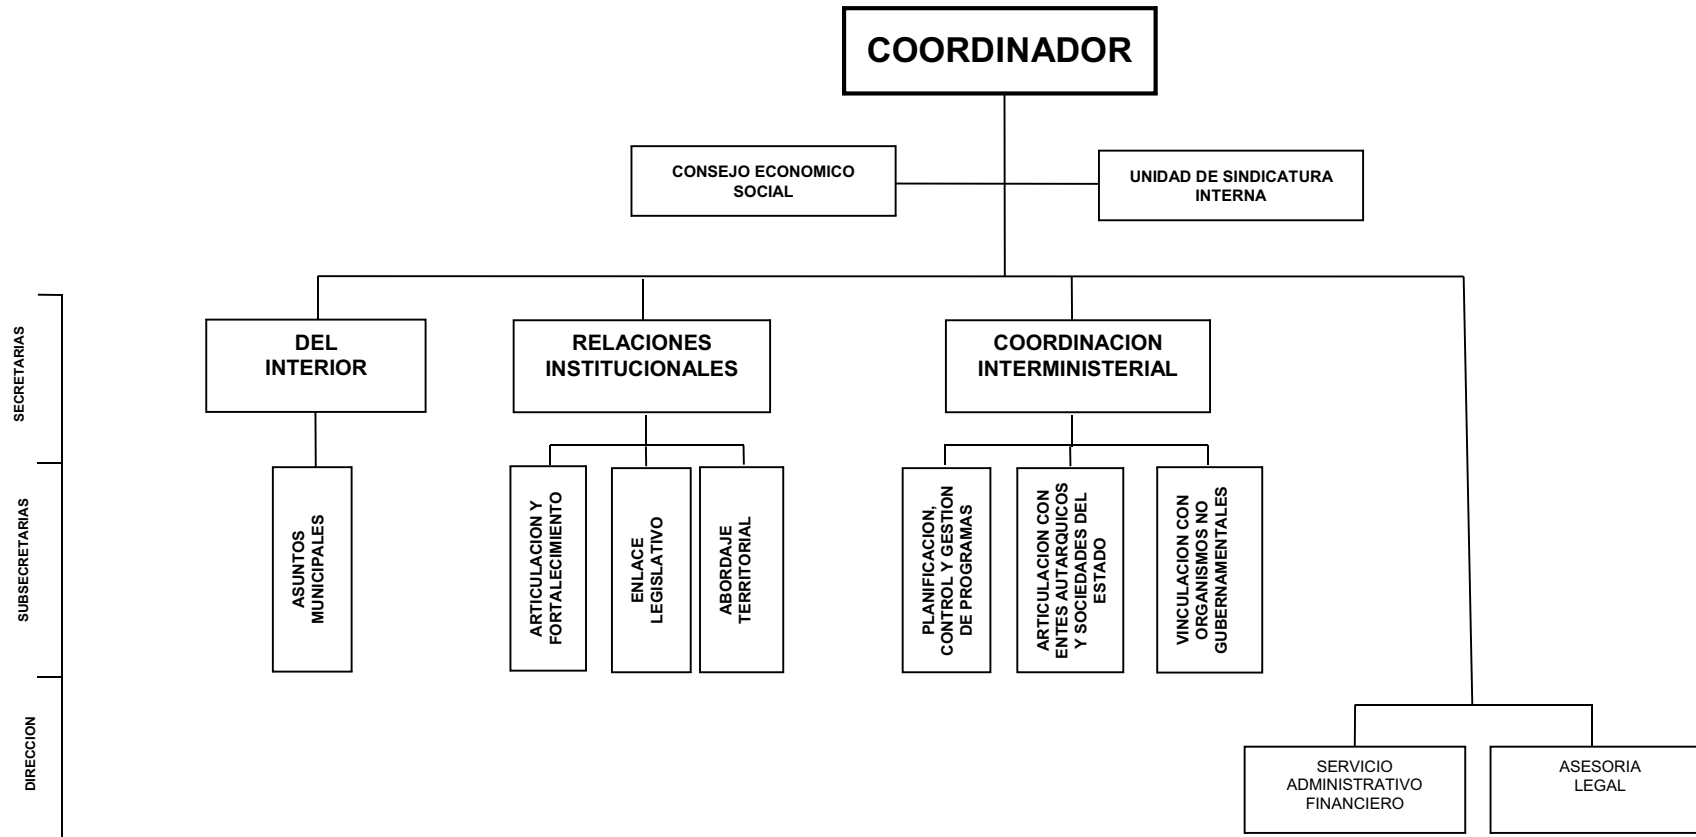 COORDINADOR
CONSEJO ECONOMICO
SOCIAL
UNIDAD DE SINDICATURA
INTERNA
SECRETARIAS
DEL
INTERIOR
RELACIONES
INSTITUCIONALES
COORDINACION
INTERMINISTERIAL
SUBSECRETARIAS
ASUNTOS
MUNICIPALES
ARTICULACION Y
FORTALECIMIENTO
ENLACE
LEGISLATIVO
ABORDAJE
TERRITORIAL
PLANIFICACION,
CONTROL Y GESTION
DE PROGRAMAS
ARTICULACION CON
ENTES AUTARQUICOS
Y SOCIEDADES DEL
ESTADO
VINCULACION CON
ORGANISMOS NO
GUBERNAMENTALES
DIRECCION
SERVICIO
ADMINISTRATIVO
FINANCIERO
ASESORIA
LEGAL